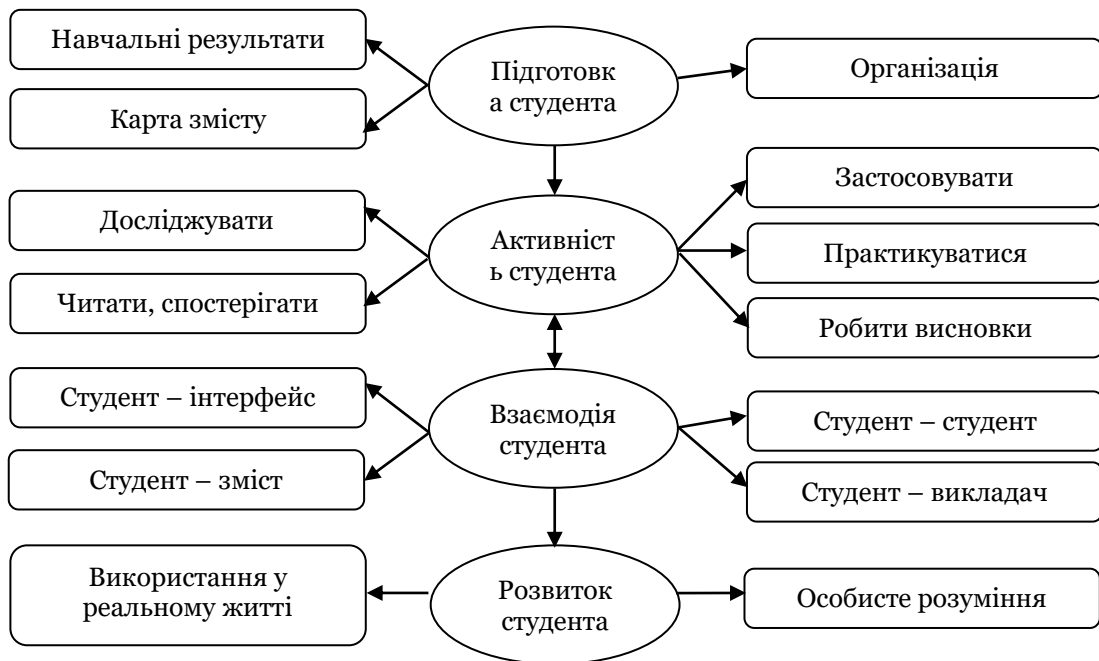 Навчальні результати
Карта змісту
Підготовк
а студента
Організація
Досліджувати
Читати, спостерігати
Активніст
ь студента
Застосовувати
Практикуватися
Робити висновки
Студент – інтерфейс
Студент – зміст
Взаємодія
студента
Студент – студент
Студент – викладач
Використання у
реальному житті
Розвиток
студента
Особисте розуміння